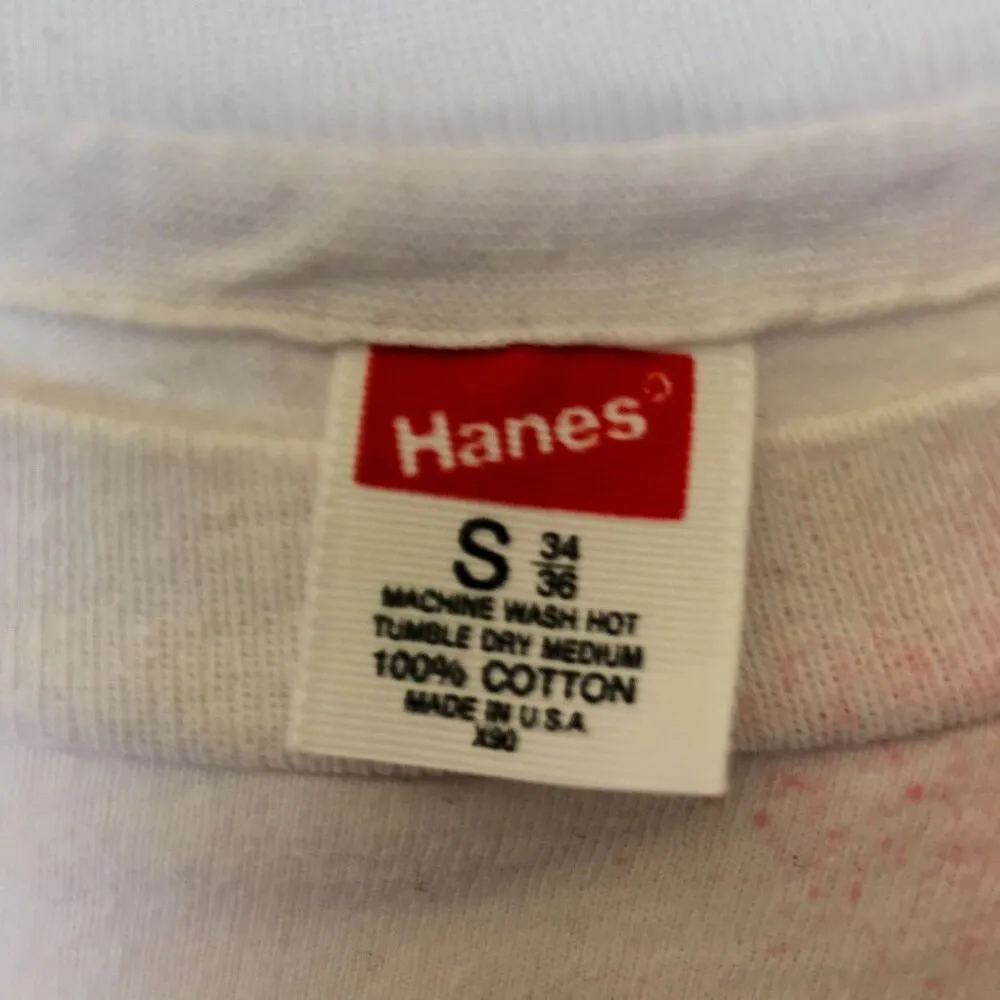 Hanes
S 34
36
MACHINE WASH HOT
TUMBLE DRY MEDIUM
100% COTTON
MADE IN U.S.A.
X90